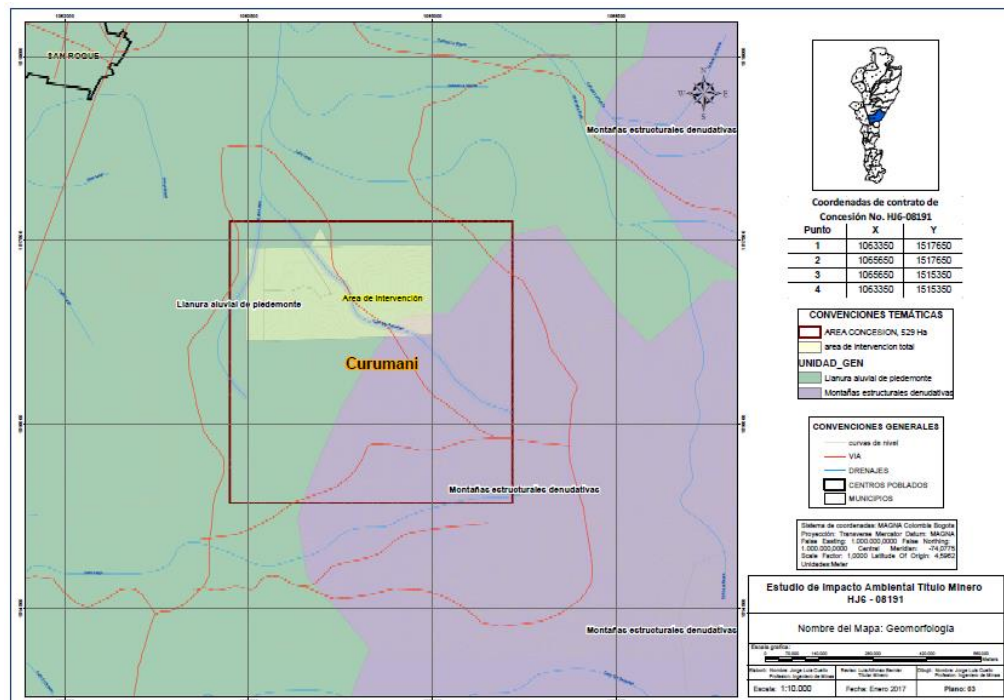 SAN ROQUE
Montañas estructurales denudativas
Llanura aluvial de piedemonte
Area de Intervención
Curumani
Montañas estructurales denudativas
Montañas estructurales denudativas
Coordenadas de contrato de
Concesión No. HJ6-08191
Punto X Y
1 1063350 1517650
2 1065650 1517650
3 1065650 1515350
4 1063350 1515350
CONVENCIONES TEMÁTICAS
AREA CONCESION, 529 Ha
area de intervencion total
UNIDAD_GEN
Llanura aluvial de piedemonte
Montañas estructurales denudativas
CONVENCIONES GENERALES
curvas de nivel
VIA
DRENAJES
CENTROS POBLADOS
MUNICIPIOS
Sistema de coordenadas: MAGNA Colombia Bogota
Proyección: Transverse Mercator Datum: MAGNA
False Easting: 1.000.000,0000 False Northing:
1.000.000,0000 Central Meridian: -74,0775
Scale Factor: 1,0000 Latitude Of Origin: 4,5962
Unidades:Meter
Estudio de Impacto Ambiental Titulo Minero
HJ6 - 08191
Nombre del Mapa: Geomorfología
Escala gráfica:
Meters
Escala: 1:10.000 Fecha: Enero 2017 Plano: 03